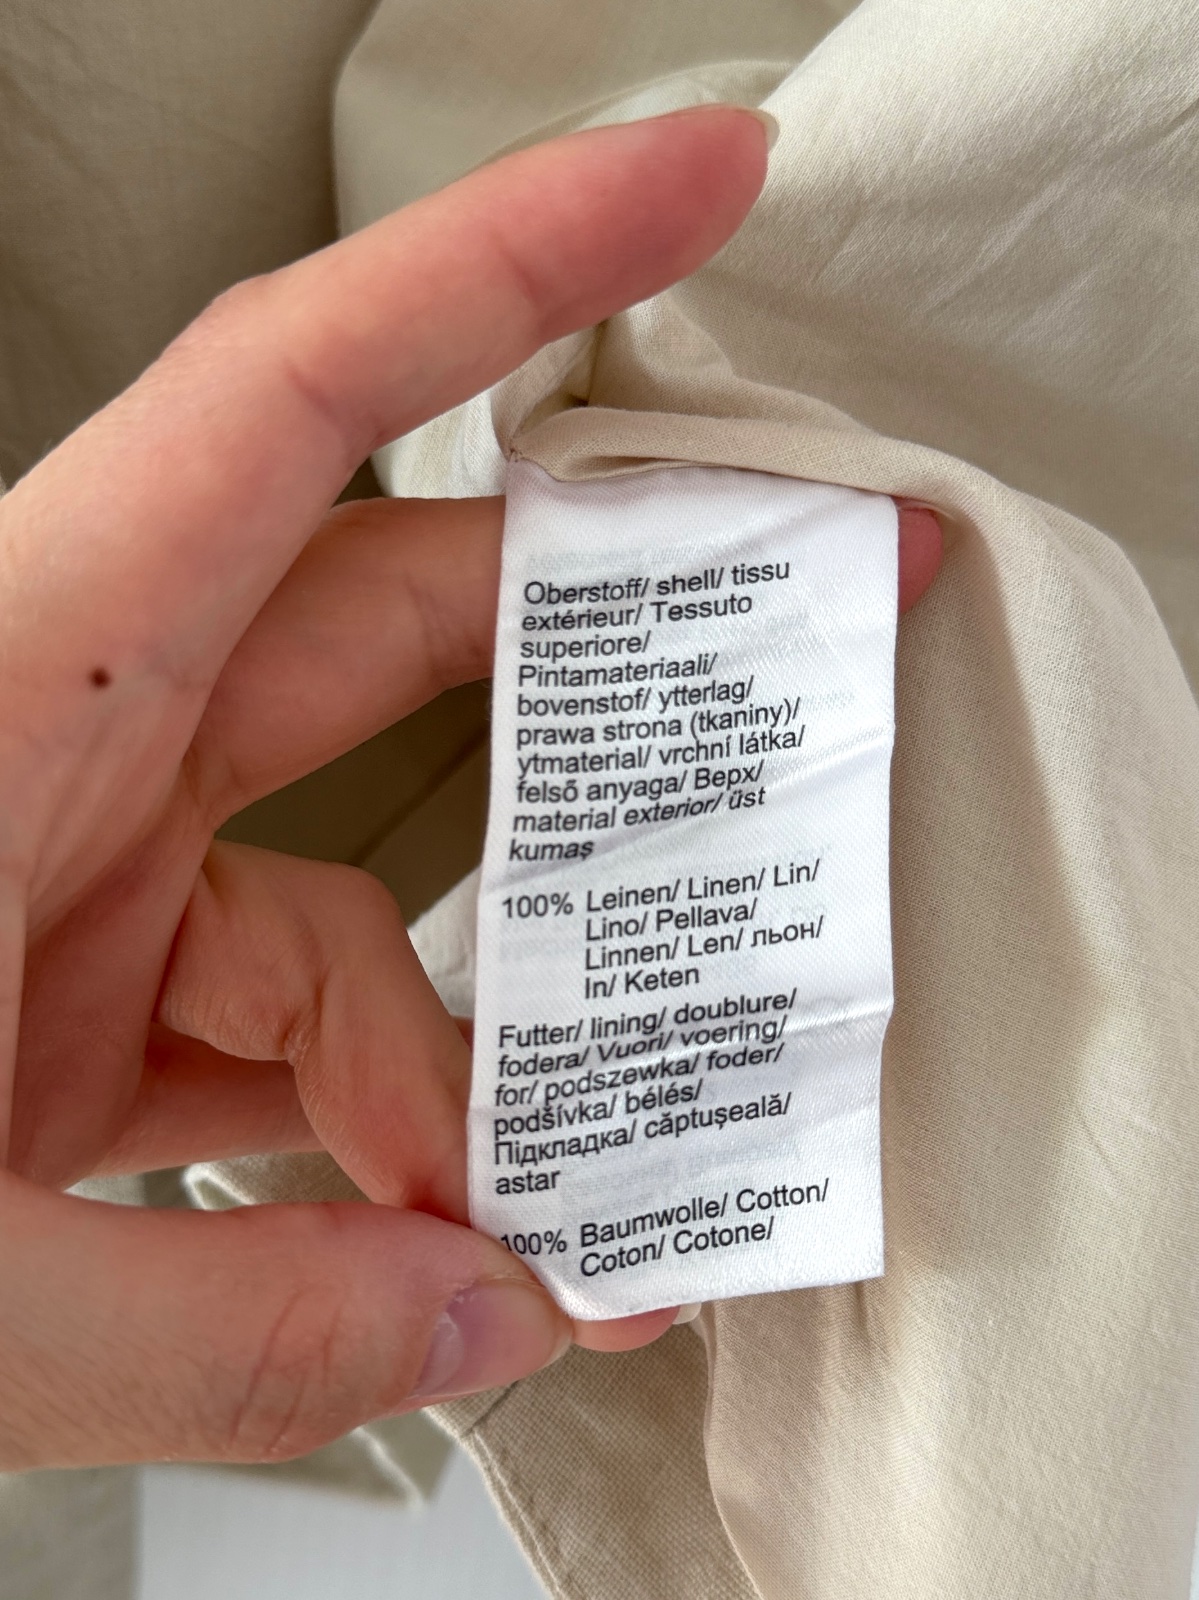 Oberstoff/ shell/ tissu
extérieur/ Tessuto
superiore/
Pintamateriaali/
bovenstof/ ytterlag/
prawa strona (tkaniny)/
ytmaterial/ vrchní látka/
felső anyaga/ Верх/
material exterior/ üst
kumaş
100% Leinen/ Linen/ Lin/
Lino/ Pellava/
Linnen/ Len/ льон/
In/ Keten
Futter/ lining/ doublure/
fodera/ Vuori/ voering/
for/ podszewka/ foder/
podšívka/ bélés/
Підкладка/ căptușeală/
astar
100% Baumwolle/ Cotton/
Coton/ Cotone/